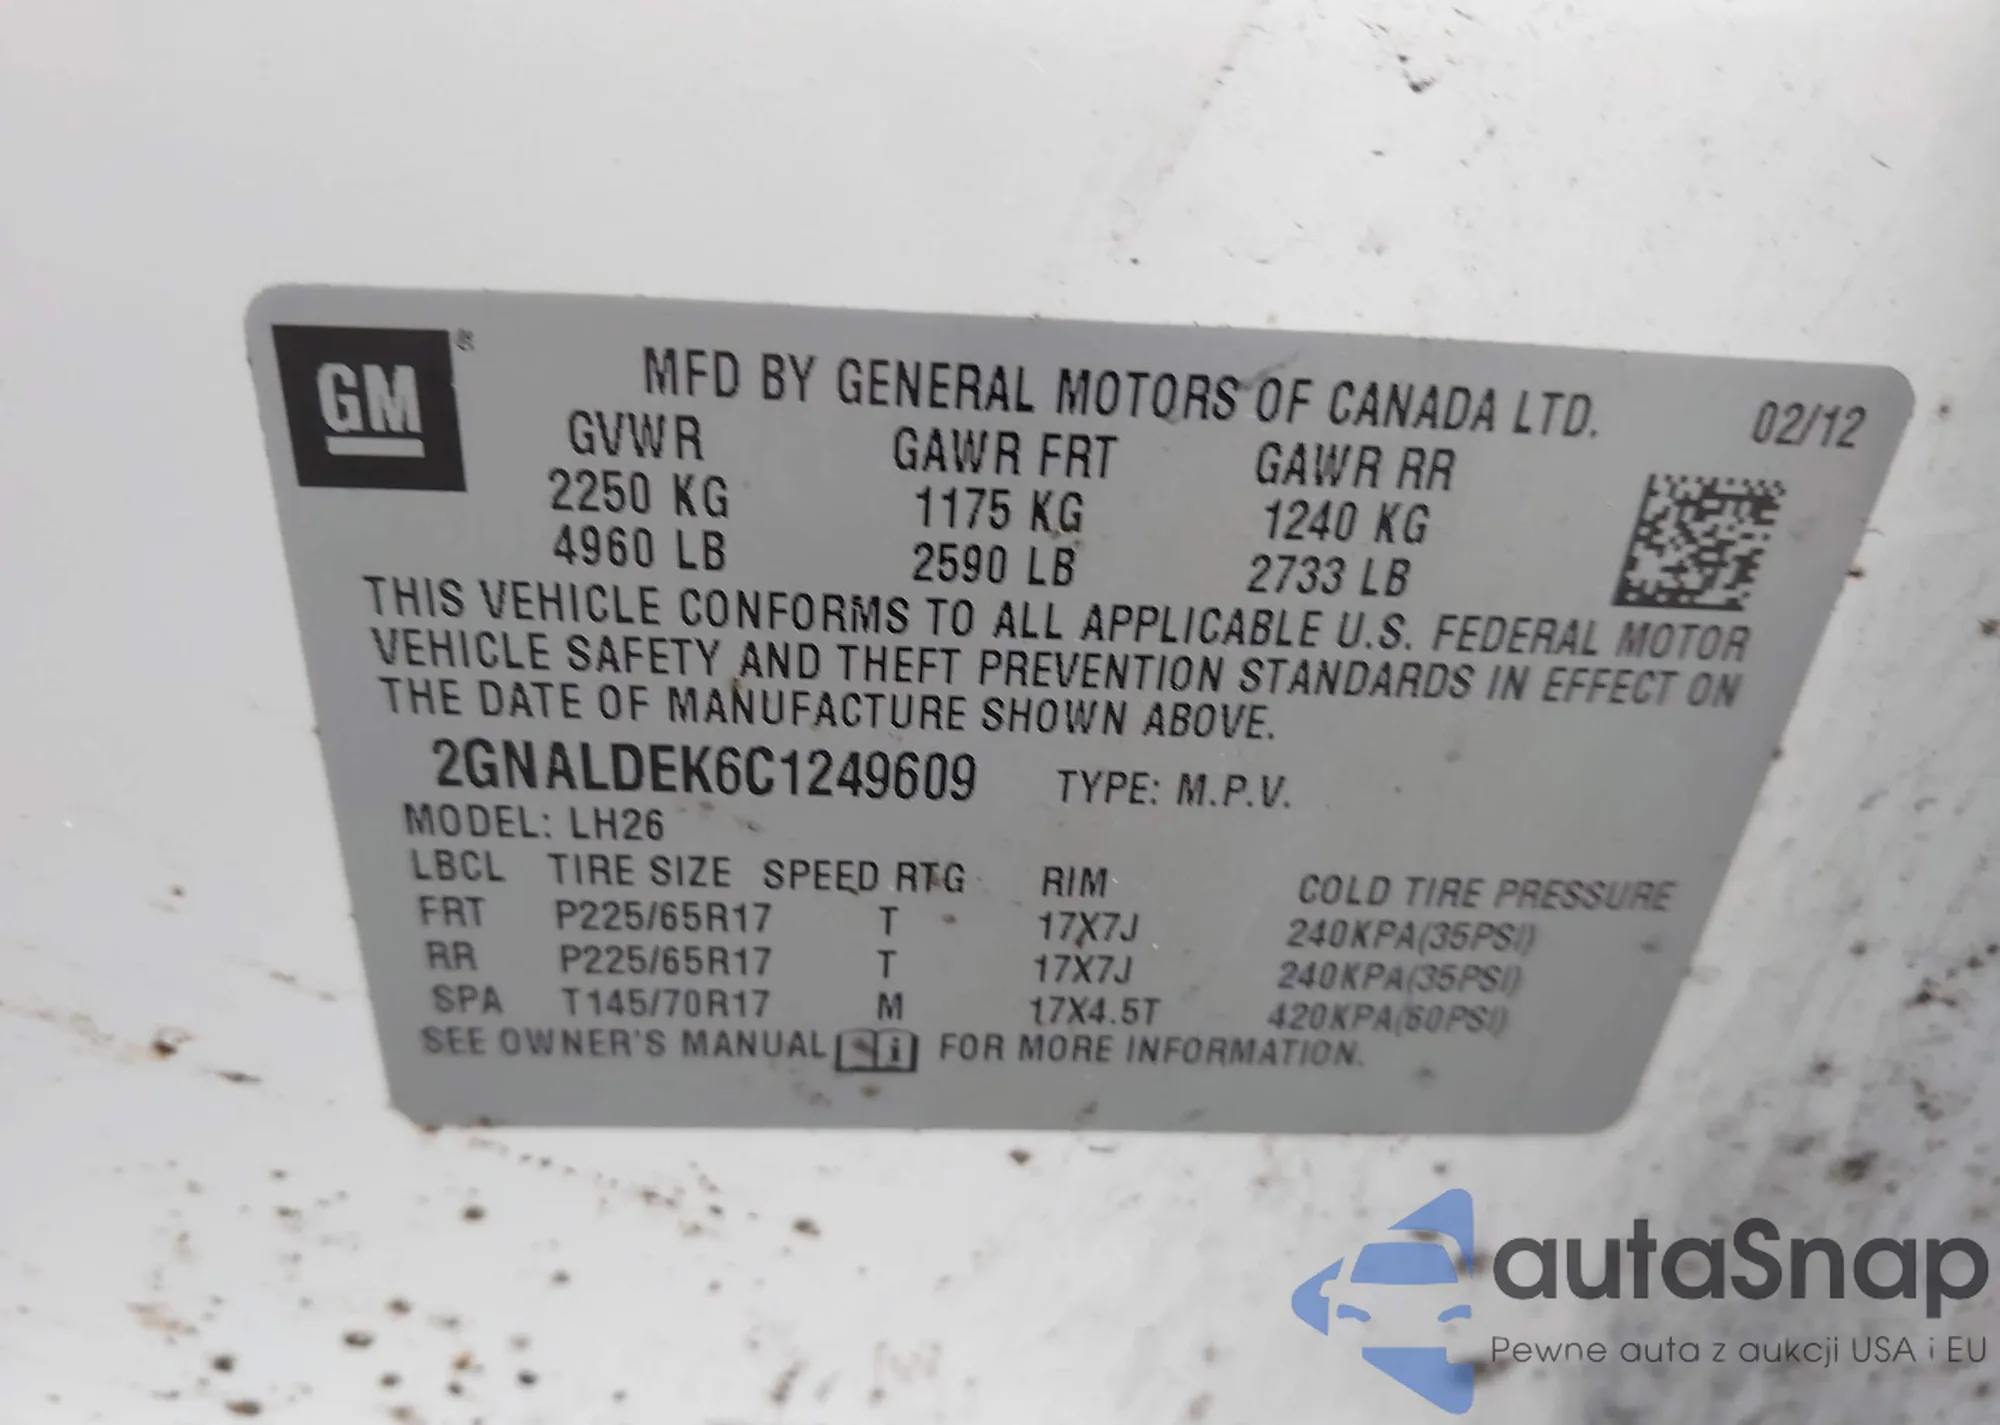 GM ®
MFD BY GENERAL MOTORS OF CANADA LTD. 02/12
GVWR GAWR FRT GAWR RR
2250 KG 1175 KG 1240 KG
4960 LB 2590 LB 2733 LB
THIS VEHICLE CONFORMS TO ALL APPLICABLE U.S. FEDERAL MOTOR
VEHICLE SAFETY AND THEFT PREVENTION STANDARDS IN EFFECT ON
THE DATE OF MANUFACTURE SHOWN ABOVE.
2GNALDEK6C1249609 TYPE: M.P.V.
MODEL: LH26
LBCL TIRE SIZE SPEED RTG RIM COLD TIRE PRESSURE
FRT P225/65R17 T 17X7J 240KPA(35PSI)
RR P225/65R17 T 17X7J 240KPA(35PSI)
SPA T145/70R17 M 17X4.5T 420KPA(60PSI)
SEE OWNER'S MANUAL i FOR MORE INFORMATION.
autaSnap
Pewne auta z aukcji USA i EU